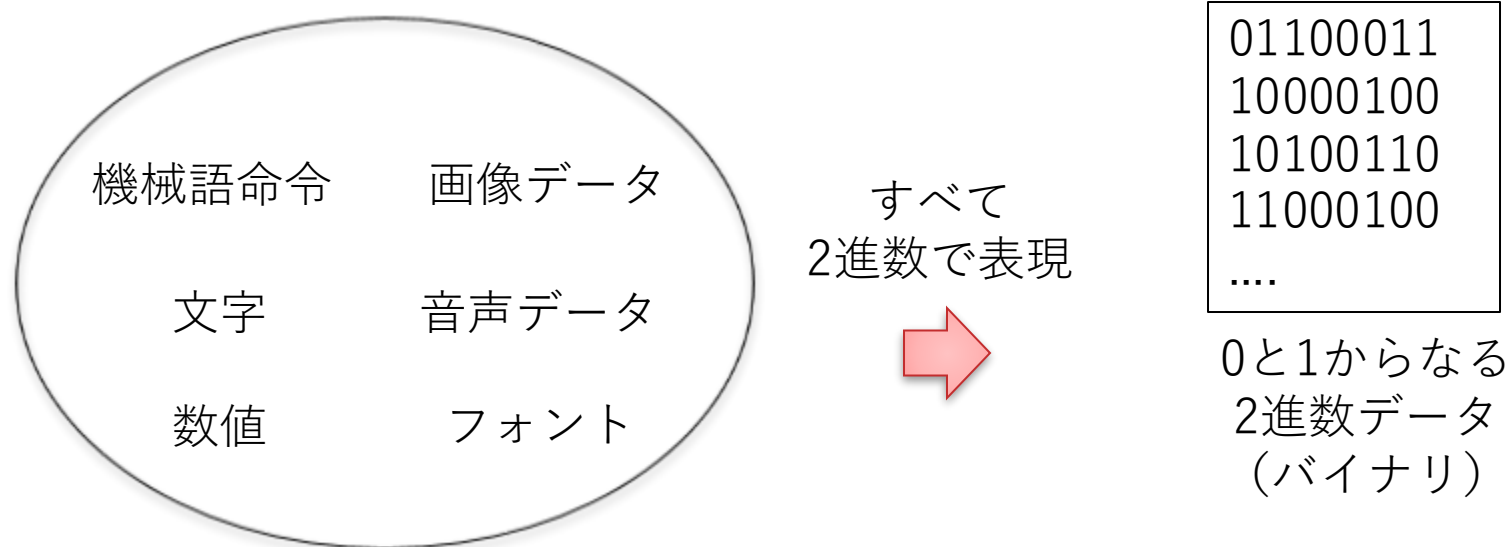 機械語命令
画像データ
文字
音声データ
数値
フォント
すべて
2進数で表現
01100011
10000100
10100110
11000100
....
0と1からなる
2進数データ
（バイナリ）